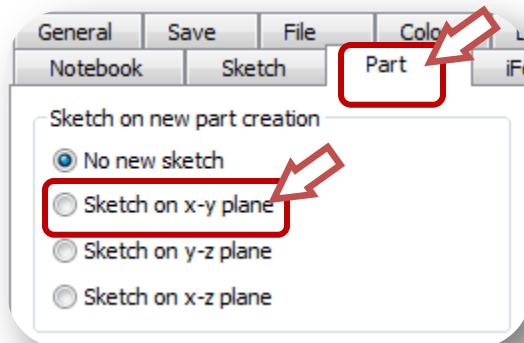 General Save File Colo
Notebook Sketch Part
Sketch on new part creation
No new sketch
Sketch on x-y plane
Sketch on y-z plane
Sketch on x-z plane